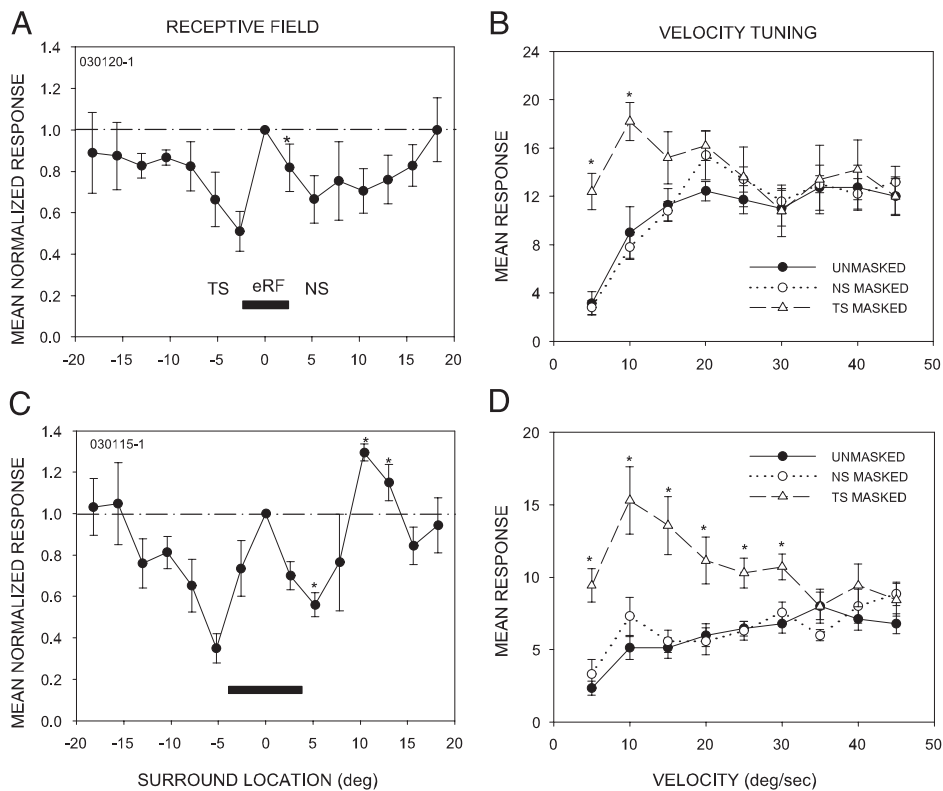 A
RECEPTIVE FIELD
030120-1
MEAN NORMALIZED RESPONSE
1.4
1.2
1.0
0.8
0.6
0.4
0.2
0.0
*
TS eRF NS
-20 -15 -10 -5 0 5 10 15 20
B
VELOCITY TUNING
MEAN RESPONSE
24
20
16
12
8
4
0
* *
UNMASKED
NS MASKED
TS MASKED
0 10 20 30 40 50
C
030115-1
MEAN NORMALIZED RESPONSE
1.4
1.2
1.0
0.8
0.6
0.4
0.2
0.0
* * *
-20 -15 -10 -5 0 5 10 15 20
SURROUND LOCATION (deg)
D
MEAN RESPONSE
20
15
10
5
0
* * * * * *
UNMASKED
NS MASKED
TS MASKED
0 10 20 30 40 50
VELOCITY (deg/sec)